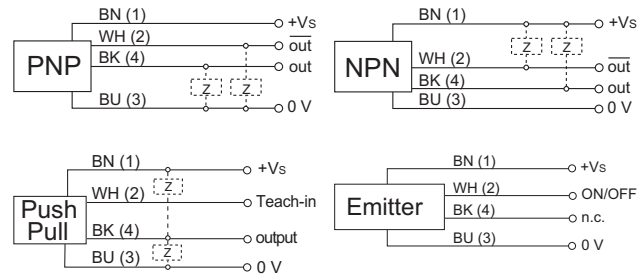 BN (1) +Vs
WH (2) out
PNP BK (4) out
Z Z
BU (3) 0 V
BN (1) +Vs
Z Z
NPN WH (2) out
BK (4) out
BU (3) 0 V
BN (1) +Vs
Z
WH (2) Teach-in
Push
Pull BK (4) output
Z
BU (3) 0 V
BN (1) +Vs
WH (2) ON/OFF
Emitter BK (4) n.c.
BU (3) 0 V